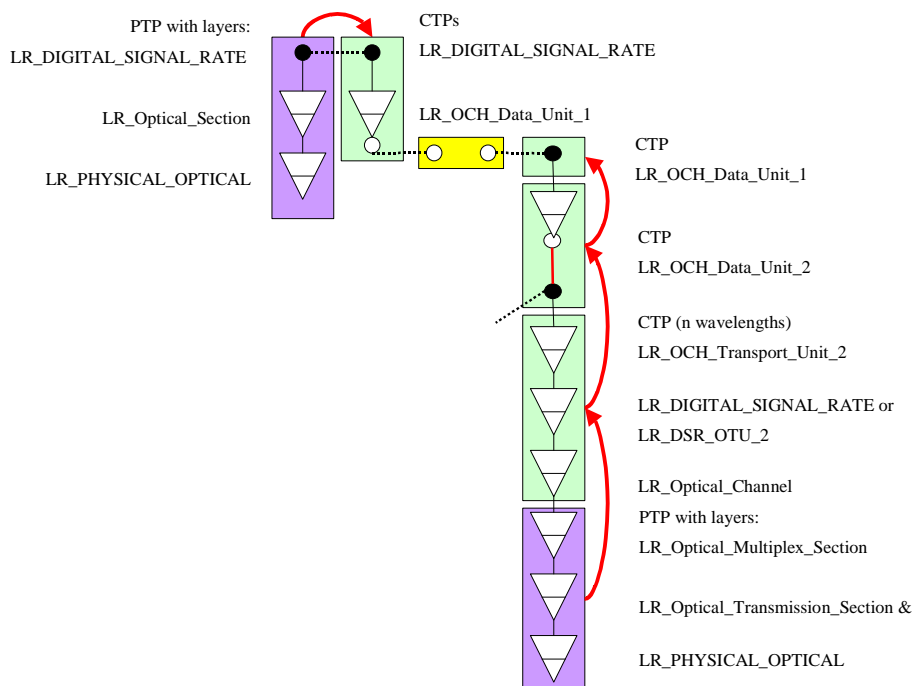 PTP with layers:
LR_DIGITAL_SIGNAL_RATE
LR_Optical_Section
LR_PHYSICAL_OPTICAL
CTPs
LR_DIGITAL_SIGNAL_RATE
LR_OCH_Data_Unit_1
CTP
LR_OCH_Data_Unit_1
CTP
LR_OCH_Data_Unit_2
CTP (n wavelengths)
LR_OCH_Transport_Unit_2
LR_DIGITAL_SIGNAL_RATE or
LR_DSR_OTU_2
LR_Optical_Channel
PTP with layers:
LR_Optical_Multiplex_Section
LR_Optical_Transmission_Section &
LR_PHYSICAL_OPTICAL